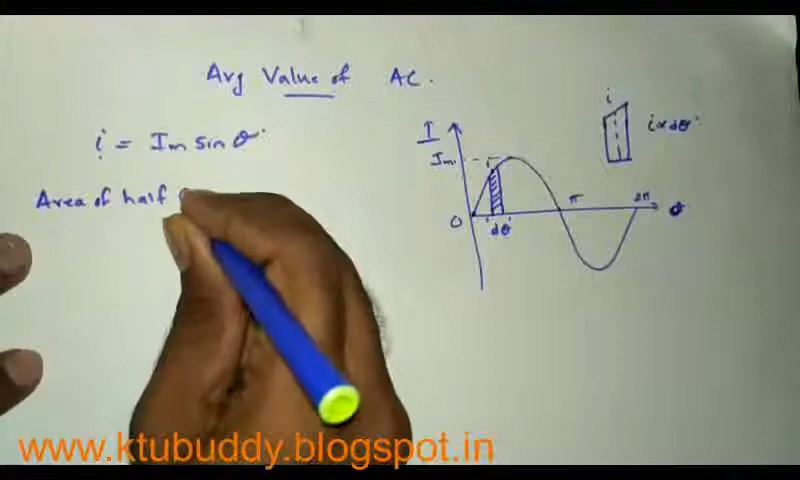 Avg Value of AC.
i = Im sin θ
Area of half
I
Im
i
0
dθ
π
2π
θ
i
i×dθ
www.ktubuddy.blogspot.in